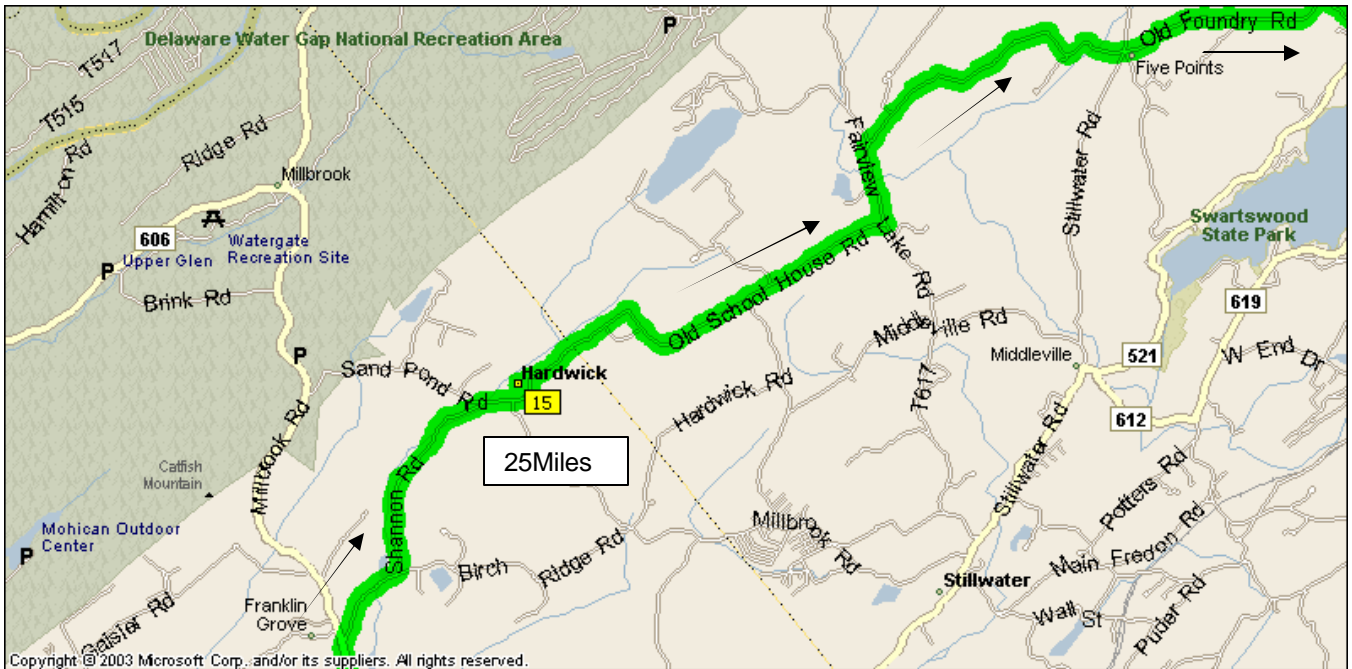 Delaware Water Gap National Recreation Area
P
Old Foundry Rd
Five Points
T517
T515
Ridge Rd
Hamilton Rd
Millbrook
606
Upper Glen
Watergate
Recreation Site
P
Brink Rd
Fairview
Lake Rd
Stillwater Rd
Swartswood
State Park
619
Old School House Rd
Middleville Rd
Middleville
521
W End Dr
P
Sand Pond Rd
Hardwick
15
Hardwick Rd
T617
612
25Miles
Millbrook Rd
Catfish
Mountain
Shannon Rd
Stillwater Rd
Potters Rd
Mohican Outdoor
Center
P
Birch
Ridge Rd
Millbrook Rd
Main Fredon Rd
Stillwater
Franklin
Grove
Gaisler Rd
Wall St
Puder Rd
Copyright © 2003 Microsoft Corp. and/or its suppliers. All rights reserved.